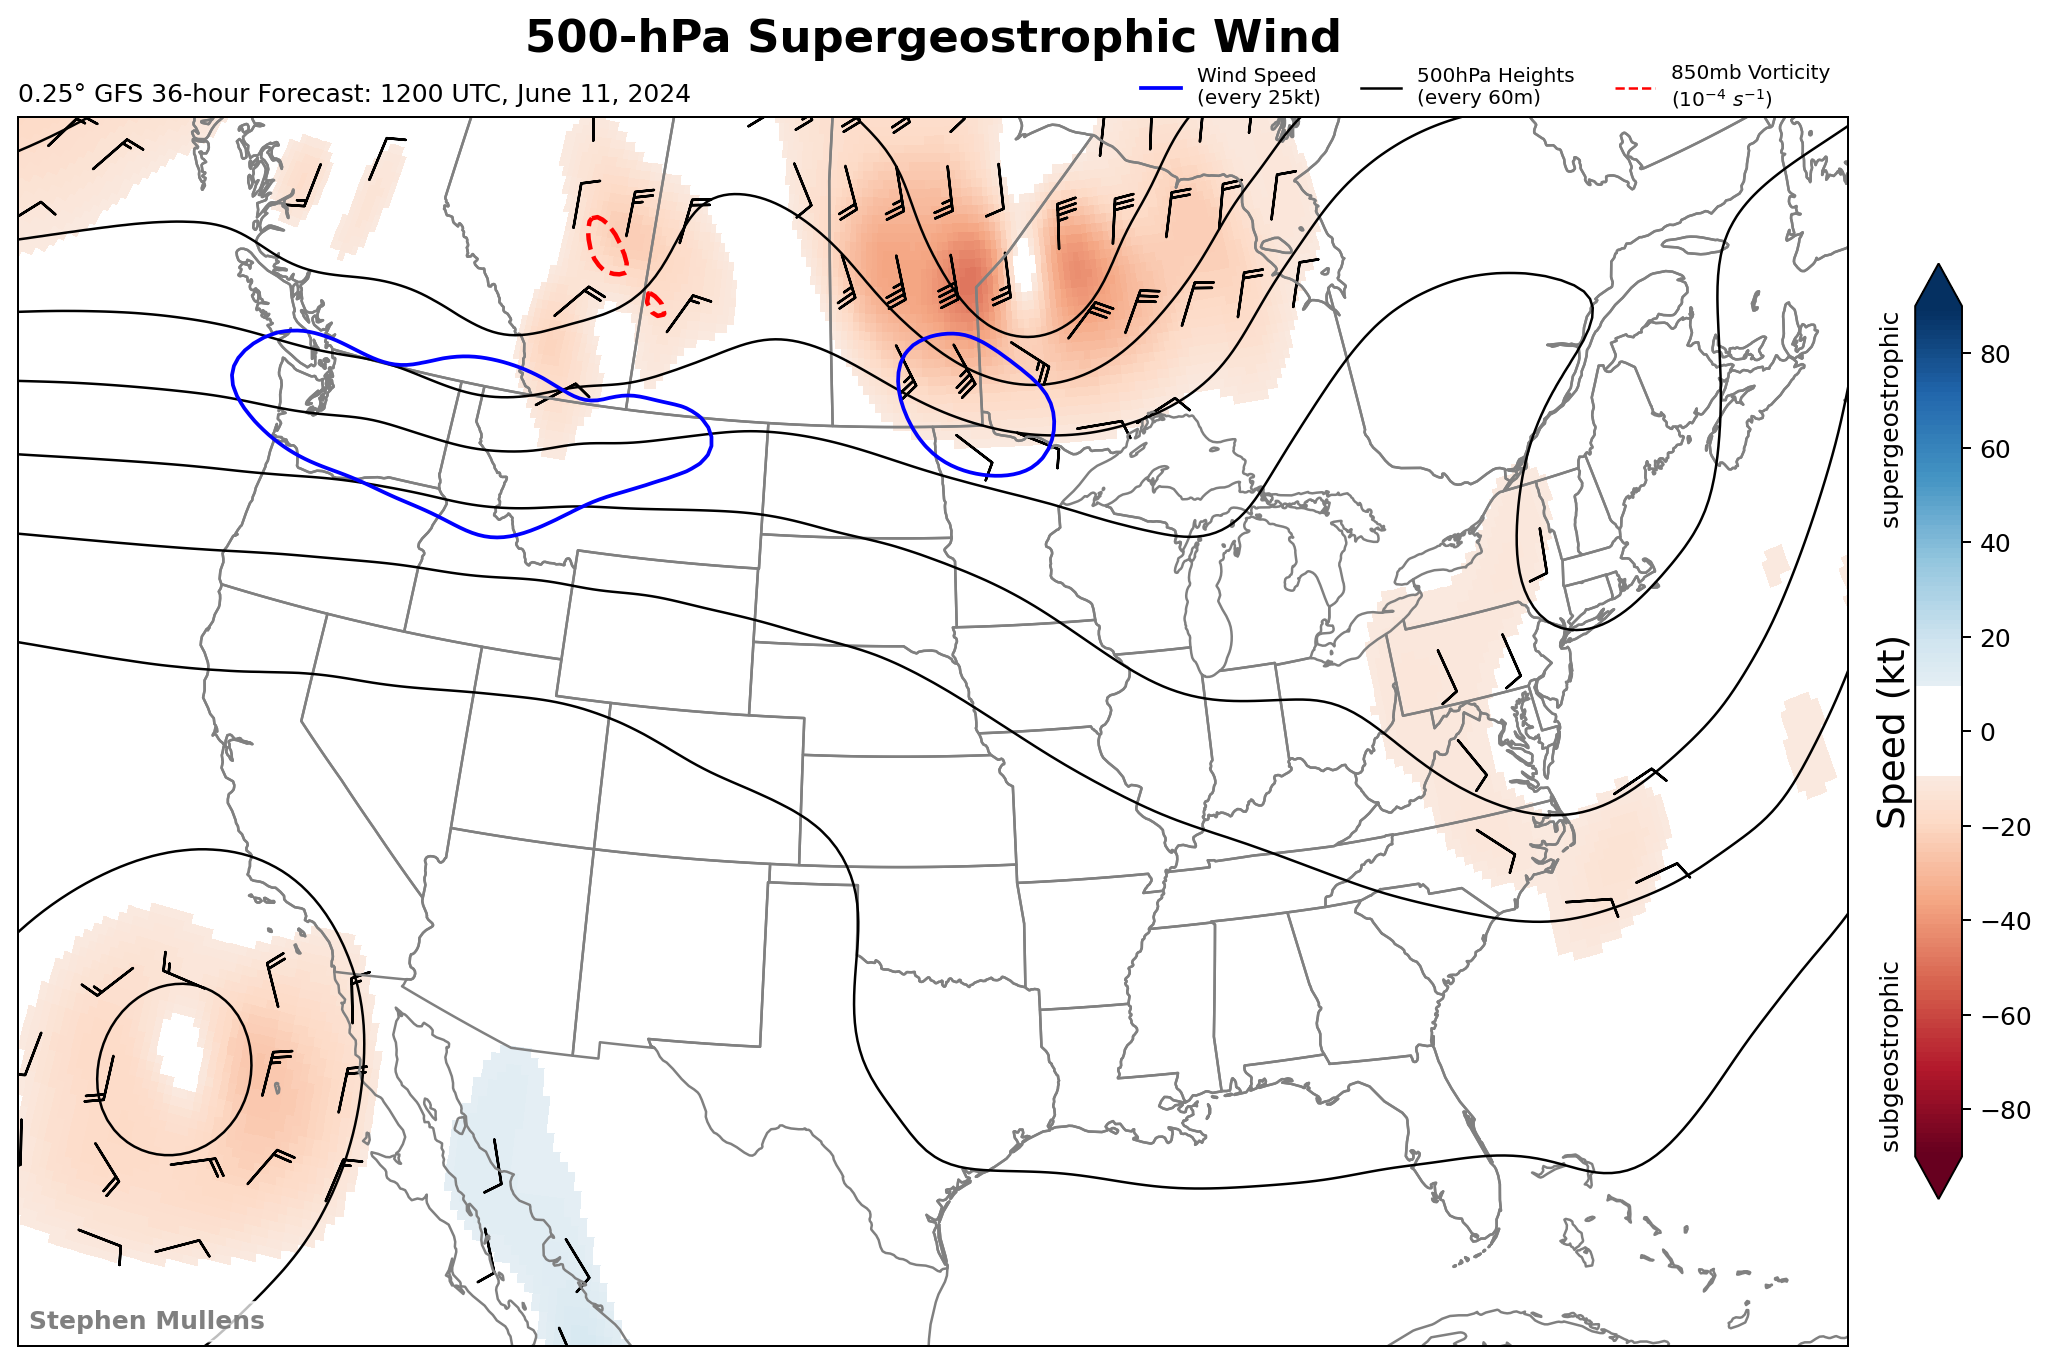 500-hPa Supergeostrophic Wind
0.25° GFS 36-hour Forecast: 1200 UTC, June 11, 2024
Wind Speed
(every 25kt)
500hPa Heights
(every 60m)
850mb Vorticity
(10⁻⁴ s⁻¹)
supergeostrophic
Speed (kt)
subgeostrophic
80
60
40
20
0
−20
−40
−60
−80
Stephen Mullens